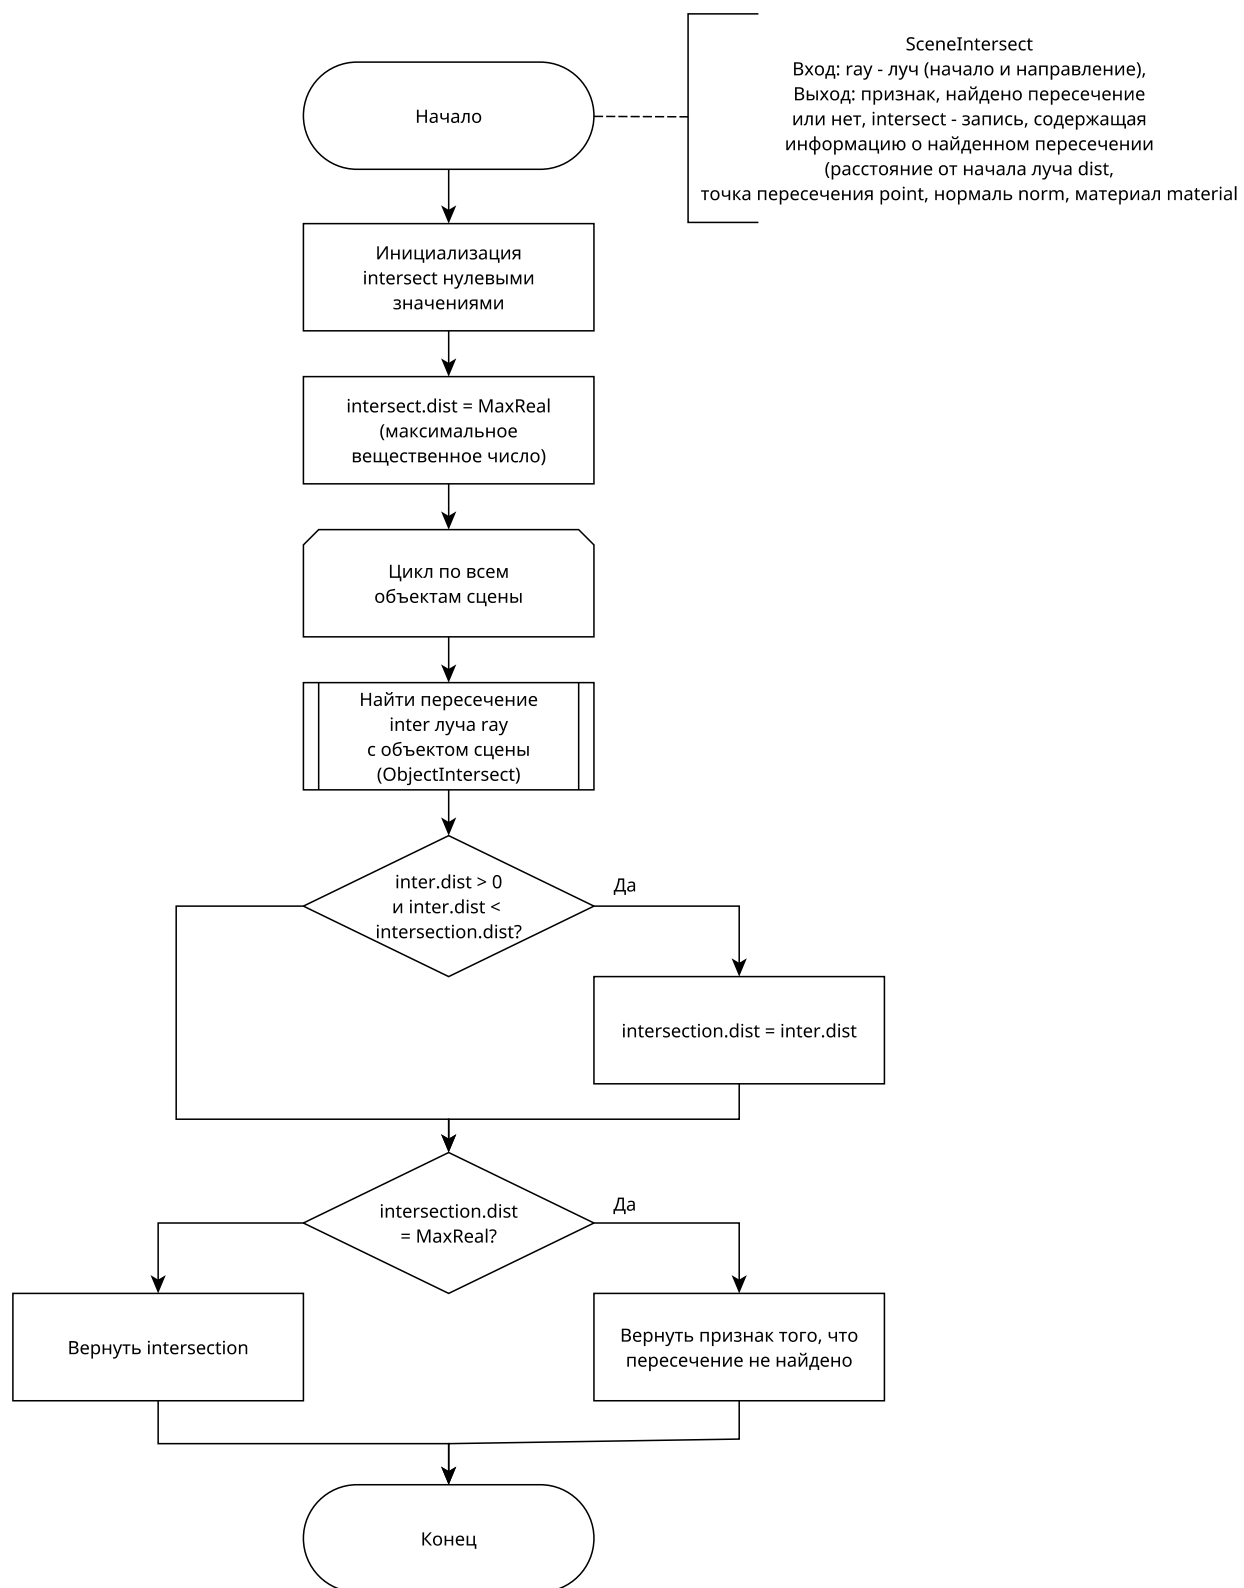 SceneIntersect
Вход: ray - луч (начало и направление),
Выход: признак, найдено пересечение
или нет, intersect - запись, содержащая
информацию о найденном пересечении
(расстояние от начала луча dist,
точка пересечения point, нормаль norm, материал material
Начало
Инициализация
intersect нулевыми
значениями
intersect.dist = MaxReal
(максимальное
вещественное число)
Цикл по всем
объектам сцены
Найти пересечение
inter луча ray
с объектом сцены
(ObjectIntersect)
inter.dist > 0
и inter.dist <
intersection.dist?
Да
intersection.dist = inter.dist
intersection.dist
= MaxReal?
Да
Вернуть intersection
Вернуть признак того, что
пересечение не найдено
Конец